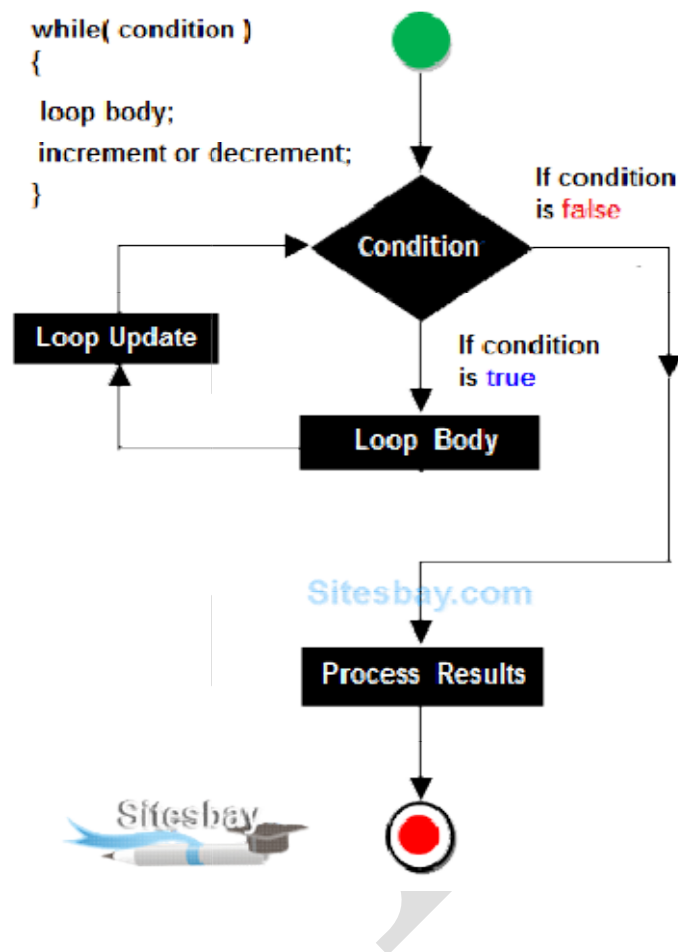 while( condition )
{
loop body;
increment or decrement;
}
If condition
is false
Condition
Loop Update
If condition
is true
Loop Body
Sitesbay.com
Process Results
Sitesbay